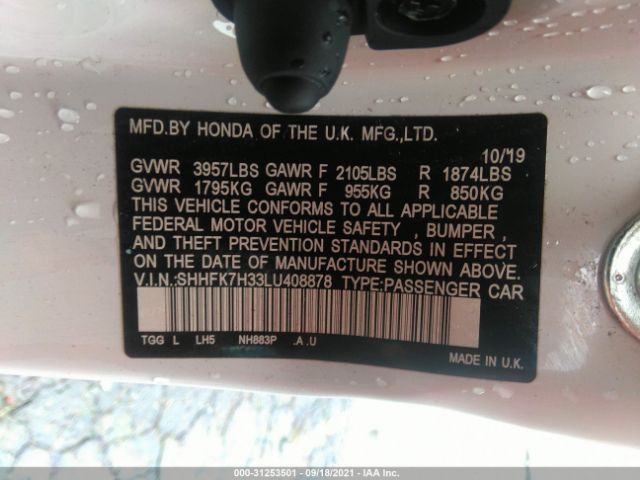 MFD.BY HONDA OF THE U.K. MFG.,LTD.
10/19
GVWR 3957LBS GAWR F 2105LBS R 1874LBS
GVWR 1795KG GAWR F 955KG R 850KG
THIS VEHICLE CONFORMS TO ALL APPLICABLE
FEDERAL MOTOR VEHICLE SAFETY , BUMPER ,
AND THEFT PREVENTION STANDARDS IN EFFECT
ON THE DATE OF MANUFACTURE SHOWN ABOVE.
V.I.N.:SHHFK7H33LU408878 TYPE:PASSENGER CAR
TGG L LH5 NH883P .A.U
MADE IN U.K.
000-31253501 - 09/18/2021 - IAA Inc.